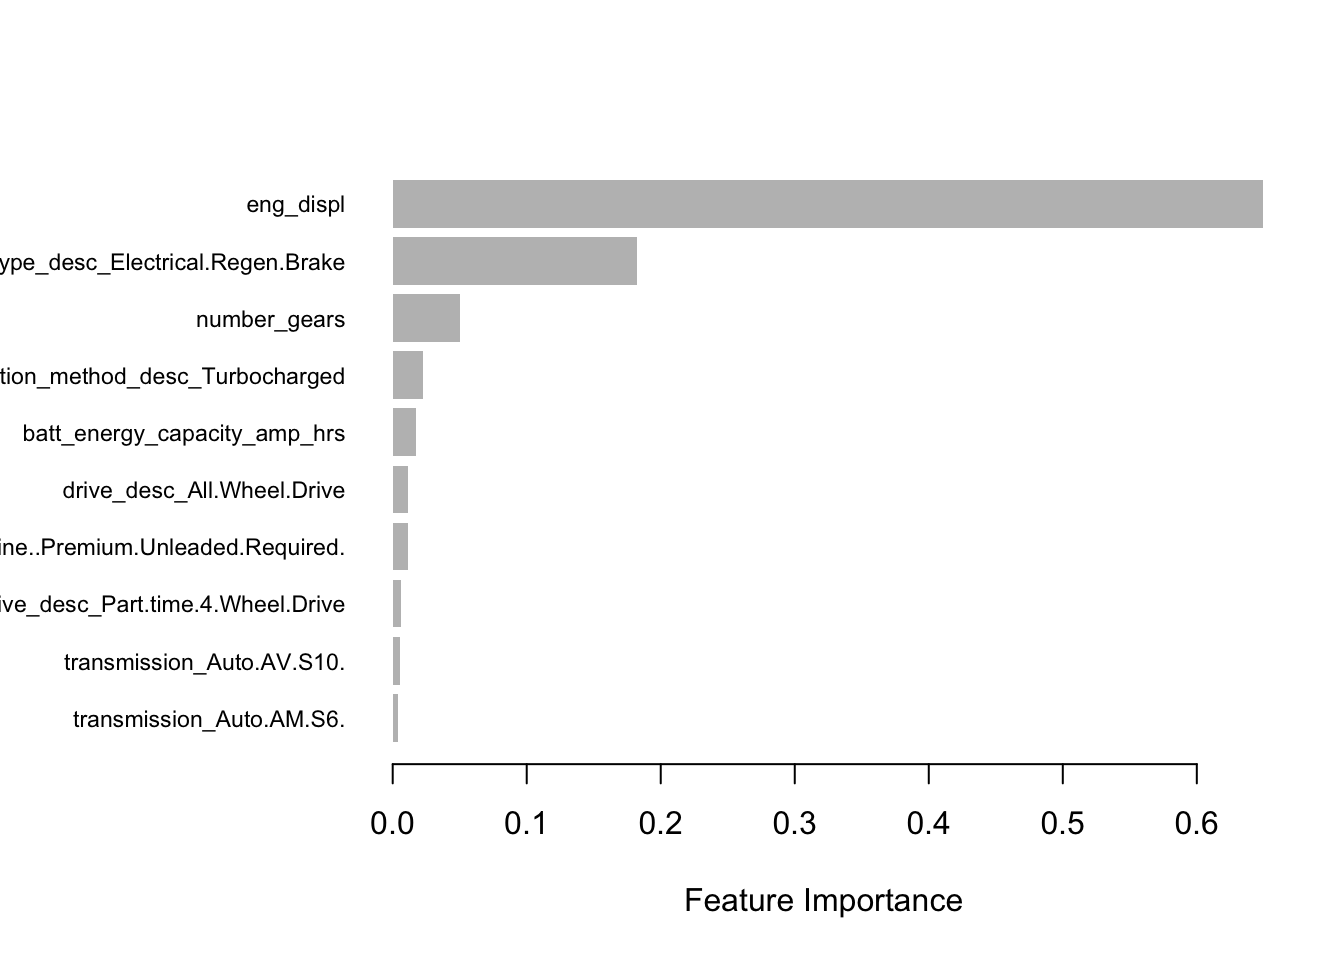 eng_displ
ype_desc_Electrical.Regen.Brake
number_gears
tion_method_desc_Turbocharged
batt_energy_capacity_amp_hrs
drive_desc_All.Wheel.Drive
ine..Premium.Unleaded.Required.
ive_desc_Part.time.4.Wheel.Drive
transmission_Auto.AV.S10.
transmission_Auto.AM.S6.
0.0 0.1 0.2 0.3 0.4 0.5 0.6
Feature Importance